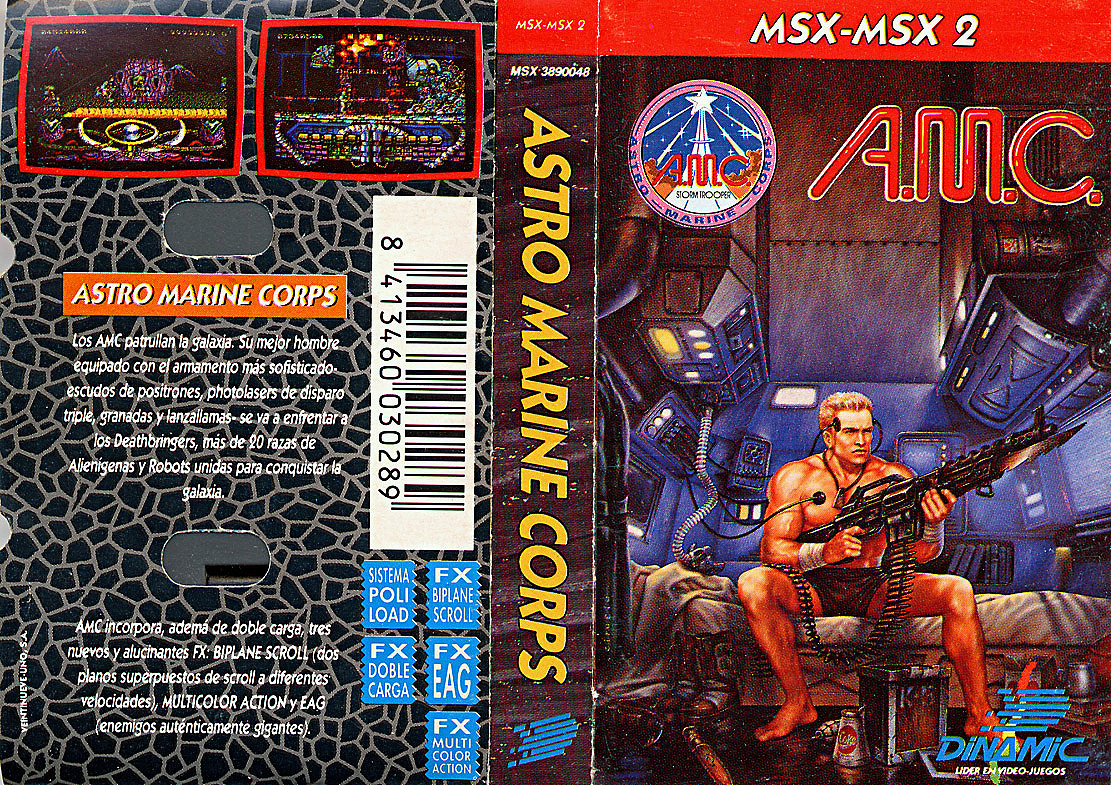 ASTRO MARINE CORPS
Los AMC patrullan la galaxia. Su mejor hombre
equipado con el armamento más sofisticado-
escudos de positrones, photolasers de disparo
triple, granadas y lanzallamas- se va a enfrentar a
los Deathbringers, más de 20 razas de
Alienígenas y Robots unidas para conquistar la
galaxia.
AMC incorpora, ademá de doble carga, tres
nuevos y alucinantes FX: BIPLANE SCROLL (dos
planos superpuestos de scroll a diferentes
velocidades), MULTICOLOR ACTION y EAG
(enemigos auténticamente gigantes).
VEINTINUEVE-UNO, S.A.
8 413460 030289
SISTEMA
POLI
LOAD
FX
BIPLANE
SCROLL
FX
DOBLE
CARGA
FX
EAG
FX
MULTI
COLOR
ACTION
MSX-MSX 2
MSX 3890048
ASTRO MARINE CORPS
MSX-MSX 2
ASTRO
A.M.C
STORM TROOPER
MARINE
CORPS
A.M.C.
DINAMIC
LIDER EN VIDEO-JUEGOS